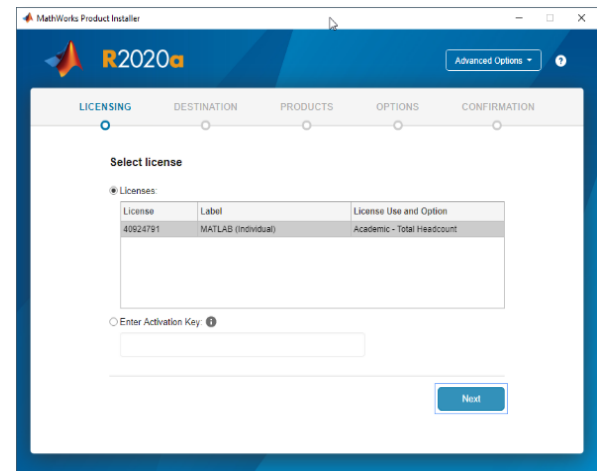 MathWorks Product Installer
R2020a
Advanced Options
?
LICENSING DESTINATION PRODUCTS OPTIONS CONFIRMATION
Select license
Licenses:
License Label License Use and Option
40924791 MATLAB (Individual) Academic - Total Headcount
Enter Activation Key: i
Next